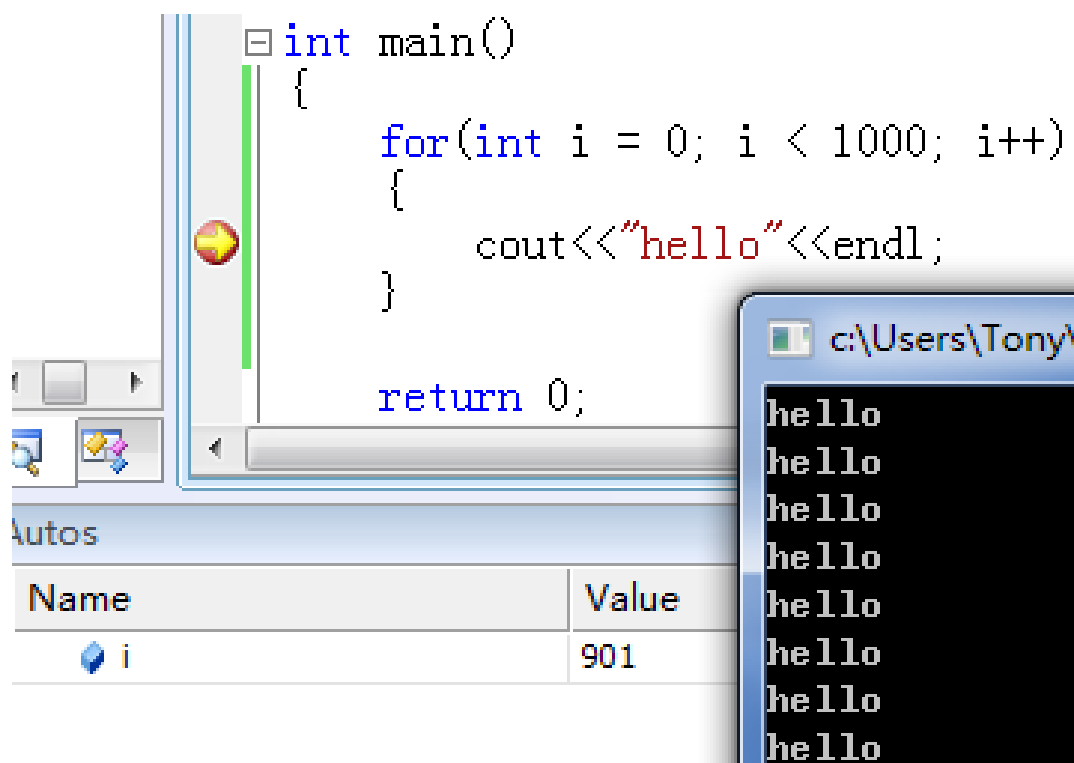 int main()
{
for(int i = 0; i < 1000; i++)
{
cout<<"hello"<<endl;
}
return 0;
c:\Users\Tony\
hello
hello
hello
hello
hello
hello
hello
hello
Autos
Name Value
i 901